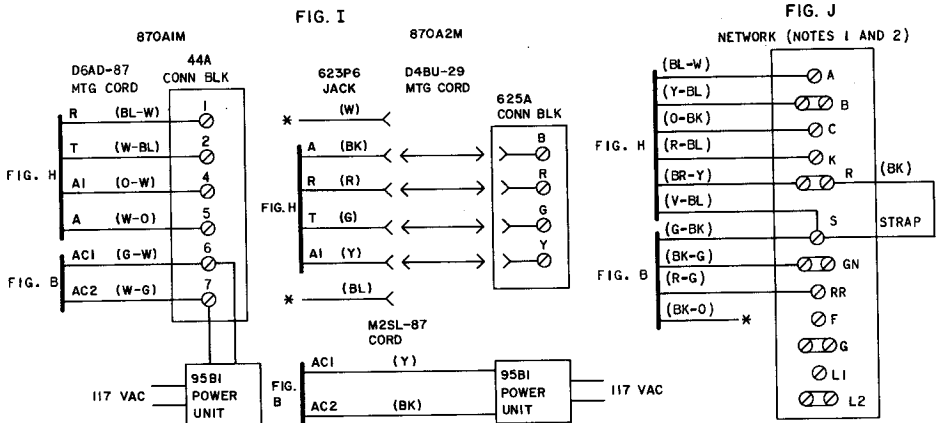 FIG. I
870A1M
870A2M
D6AD-87
MTG CORD
44A
CONN BLK
R (BL-W) 1
T (W-BL) 2
A1 (O-W) 4
A (W-O) 5
FIG. H
AC1 (G-W) 6
AC2 (W-G) 7
FIG. B
117 VAC
95B1
POWER
UNIT
623P6
JACK
D4BU-29
MTG CORD
625A
CONN BLK
* (W)
A (BK) B
R (R) R
T (G) G
A1 (Y) Y
FIG. H
* (BL)
M2SL-87
CORD
AC1 (Y)
AC2 (BK)
FIG.
B
95B1
POWER
UNIT
117 VAC
FIG. J
NETWORK (NOTES 1 AND 2)
(BL-W) A
(Y-BL) B
(O-BK) C
(R-BL) K
(BR-Y) R (BK)
(V-BL)
FIG. H
(G-BK) S STRAP
(BK-G) GN
(R-G) RR
(BK-O) *
FIG. B
F
G
L1
L2